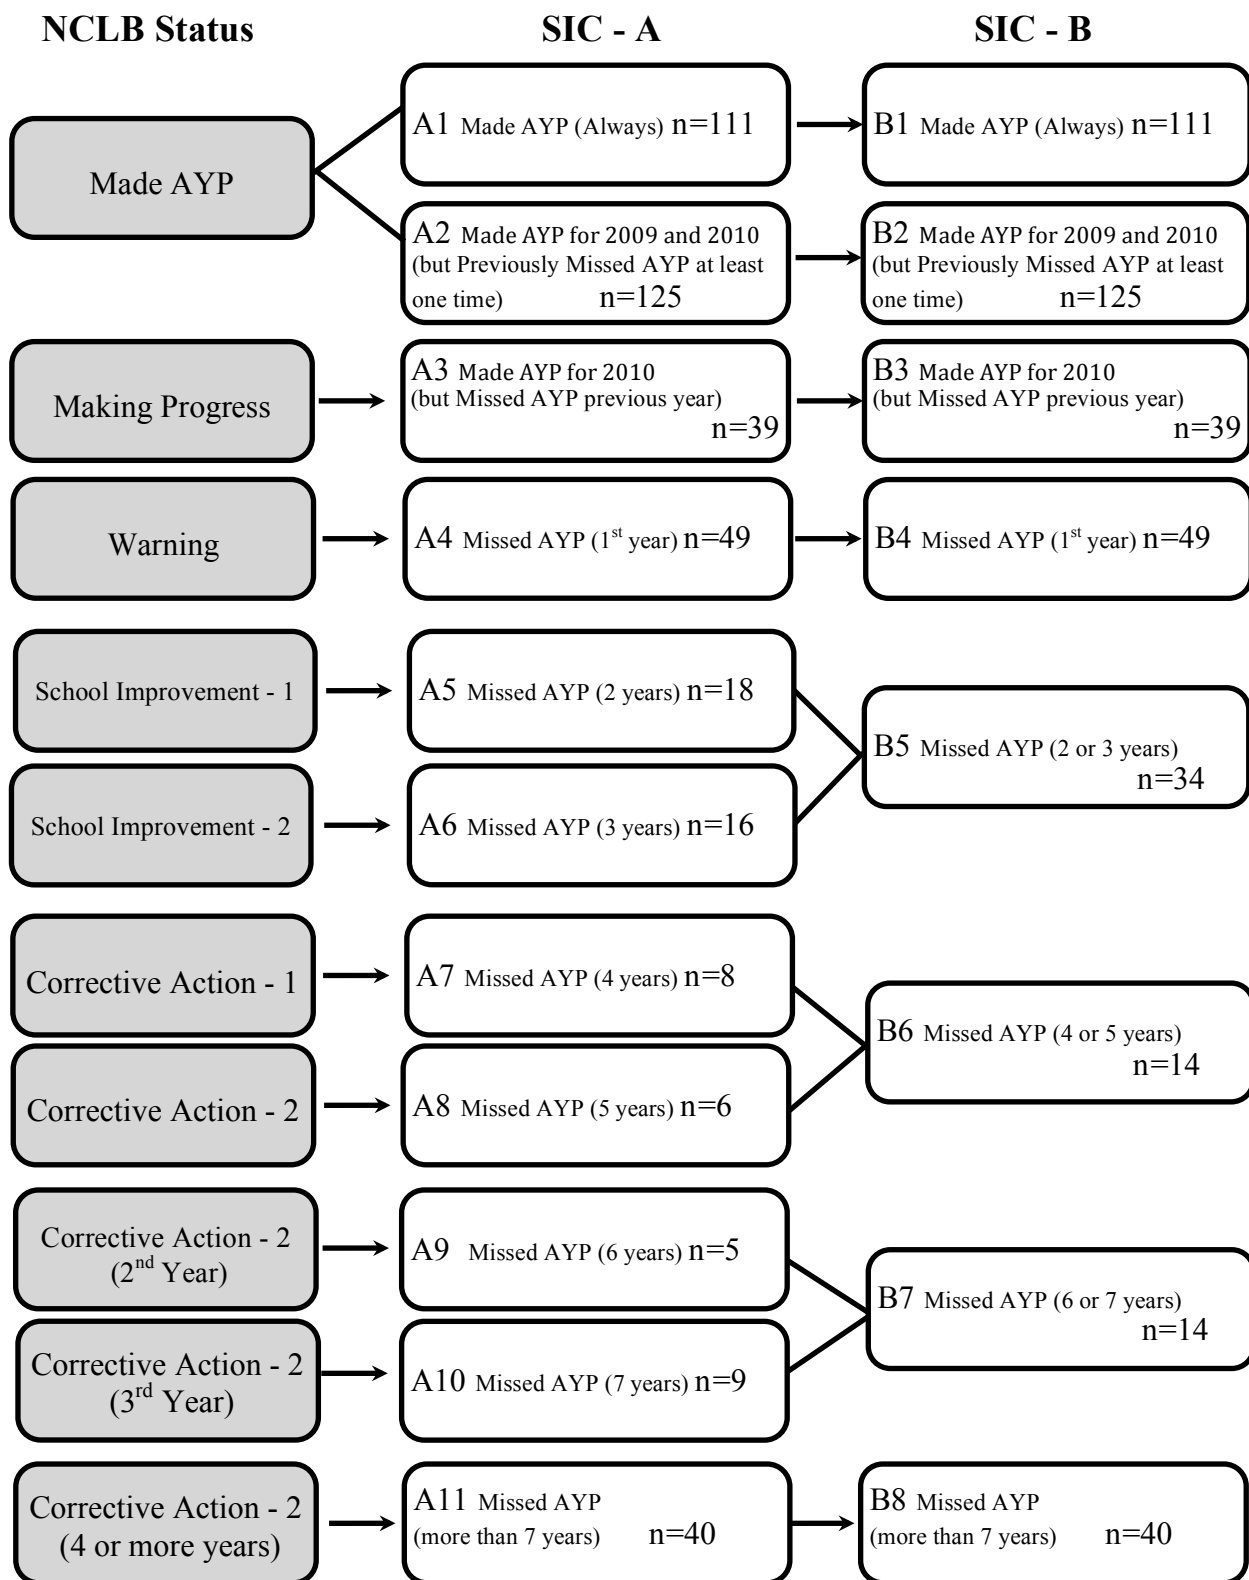 NCLB Status SIC - A SIC - B
Made AYP
A1 Made AYP (Always) n=111
B1 Made AYP (Always) n=111
A2 Made AYP for 2009 and 2010
(but Previously Missed AYP at least
one time) n=125
B2 Made AYP for 2009 and 2010
(but Previously Missed AYP at least
one time) n=125
Making Progress
A3 Made AYP for 2010
(but Missed AYP previous year)
n=39
B3 Made AYP for 2010
(but Missed AYP previous year)
n=39
Warning
A4 Missed AYP (1st year) n=49
B4 Missed AYP (1st year) n=49
School Improvement - 1
A5 Missed AYP (2 years) n=18
School Improvement - 2
A6 Missed AYP (3 years) n=16
B5 Missed AYP (2 or 3 years)
n=34
Corrective Action - 1
A7 Missed AYP (4 years) n=8
Corrective Action - 2
A8 Missed AYP (5 years) n=6
B6 Missed AYP (4 or 5 years)
n=14
Corrective Action - 2
(2nd Year)
A9 Missed AYP (6 years) n=5
Corrective Action - 2
(3rd Year)
A10 Missed AYP (7 years) n=9
B7 Missed AYP (6 or 7 years)
n=14
Corrective Action - 2
(4 or more years)
A11 Missed AYP
(more than 7 years) n=40
B8 Missed AYP
(more than 7 years) n=40